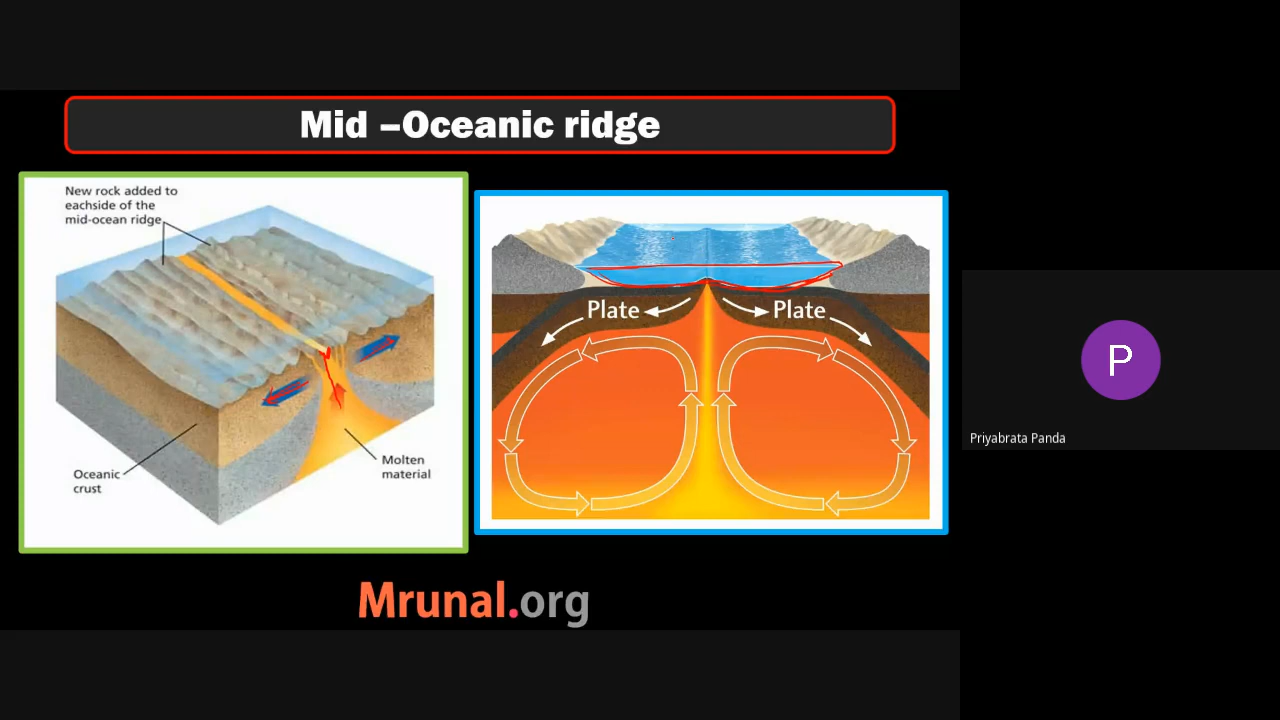 Mid –Oceanic ridge
New rock added to
eachside of the
mid-ocean ridge
Oceanic
crust
Molten
material
Plate
Plate
Mrunal.org
P
Priyabrata Panda